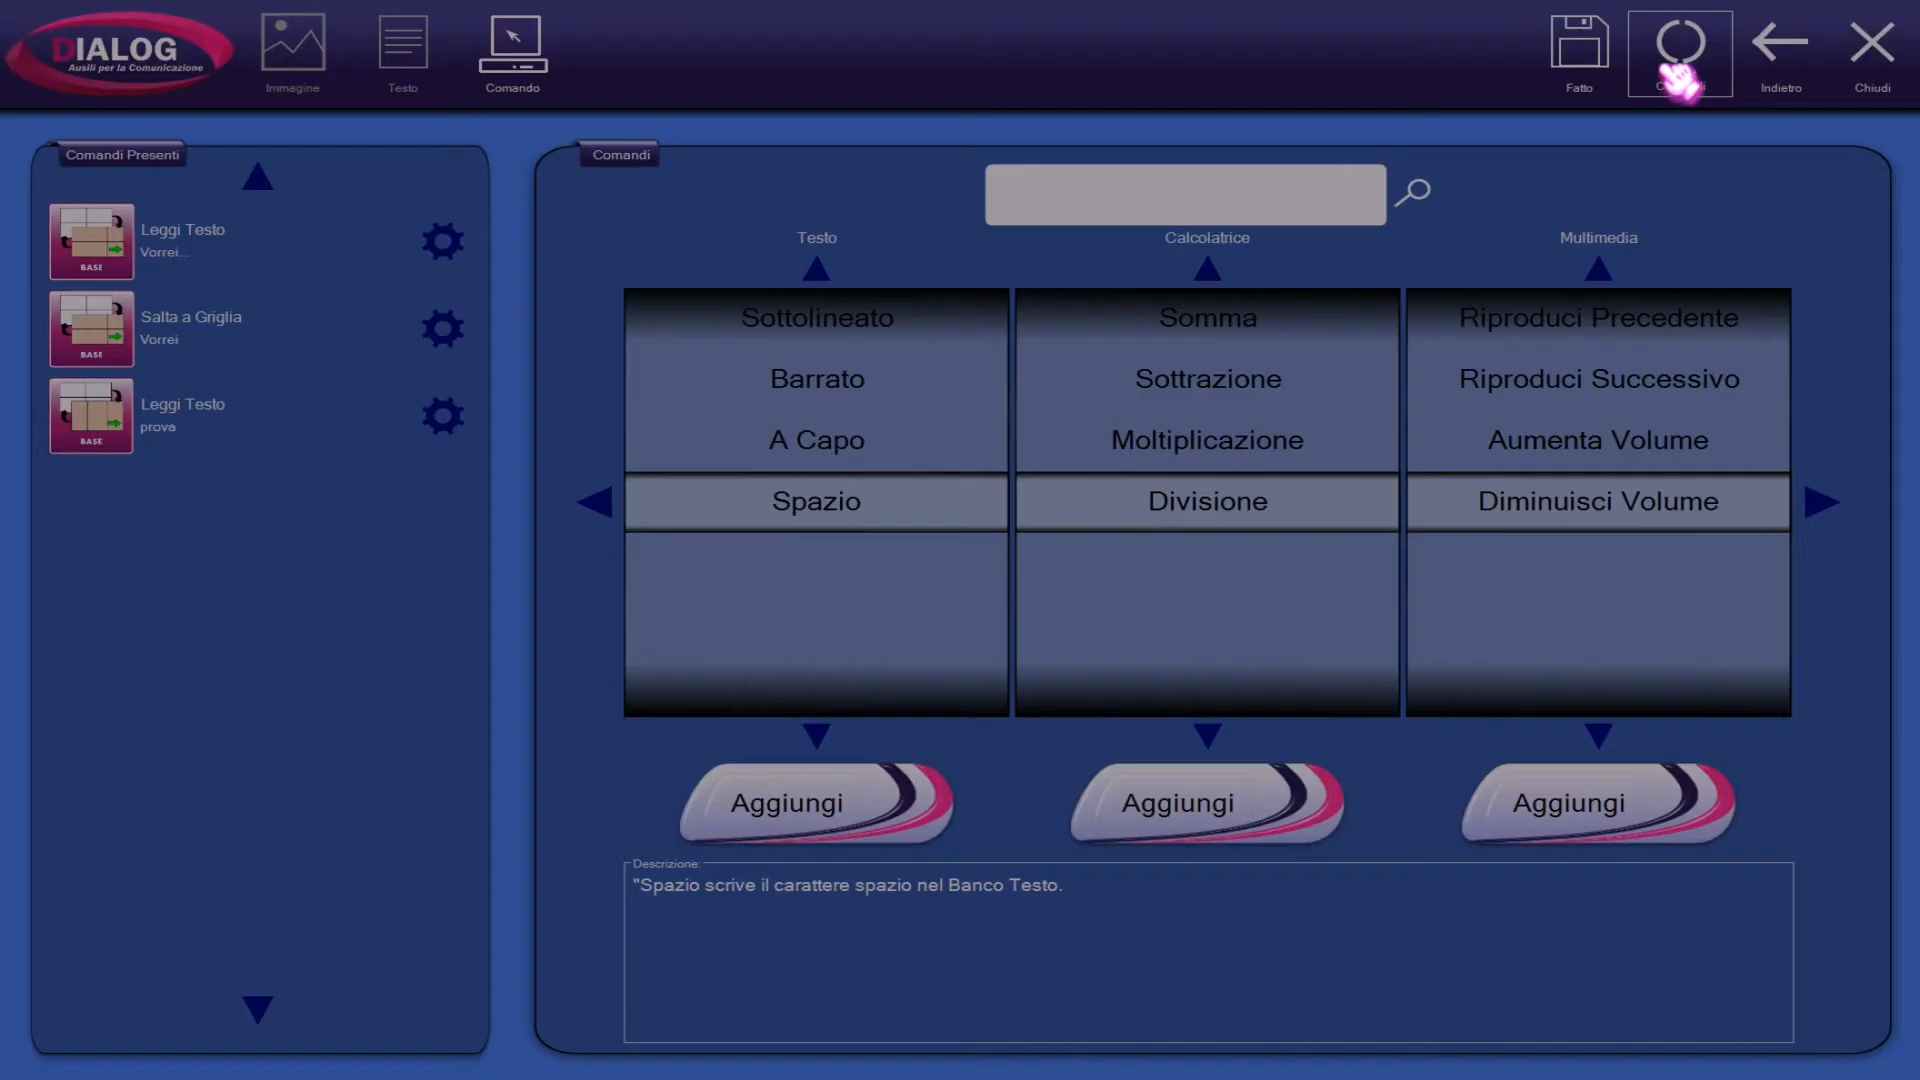 DIALOG
Ausili per la Comunicazione
Immagine
Testo
Comando
Fatto
Indietro
Chiudi
Comandi Presenti
Leggi Testo
Vorrei...
BASE
Salta a Griglia
Vorrei
BASE
Leggi Testo
prova
BASE
Comandi
Testo
Calcolatrice
Multimedia
Sottolineato
Somma
Riproduci Precedente
Barrato
Sottrazione
Riproduci Successivo
A Capo
Moltiplicazione
Aumenta Volume
Spazio
Divisione
Diminuisci Volume
Aggiungi
Aggiungi
Aggiungi
Descrizione:
"Spazio scrive il carattere spazio nel Banco Testo.